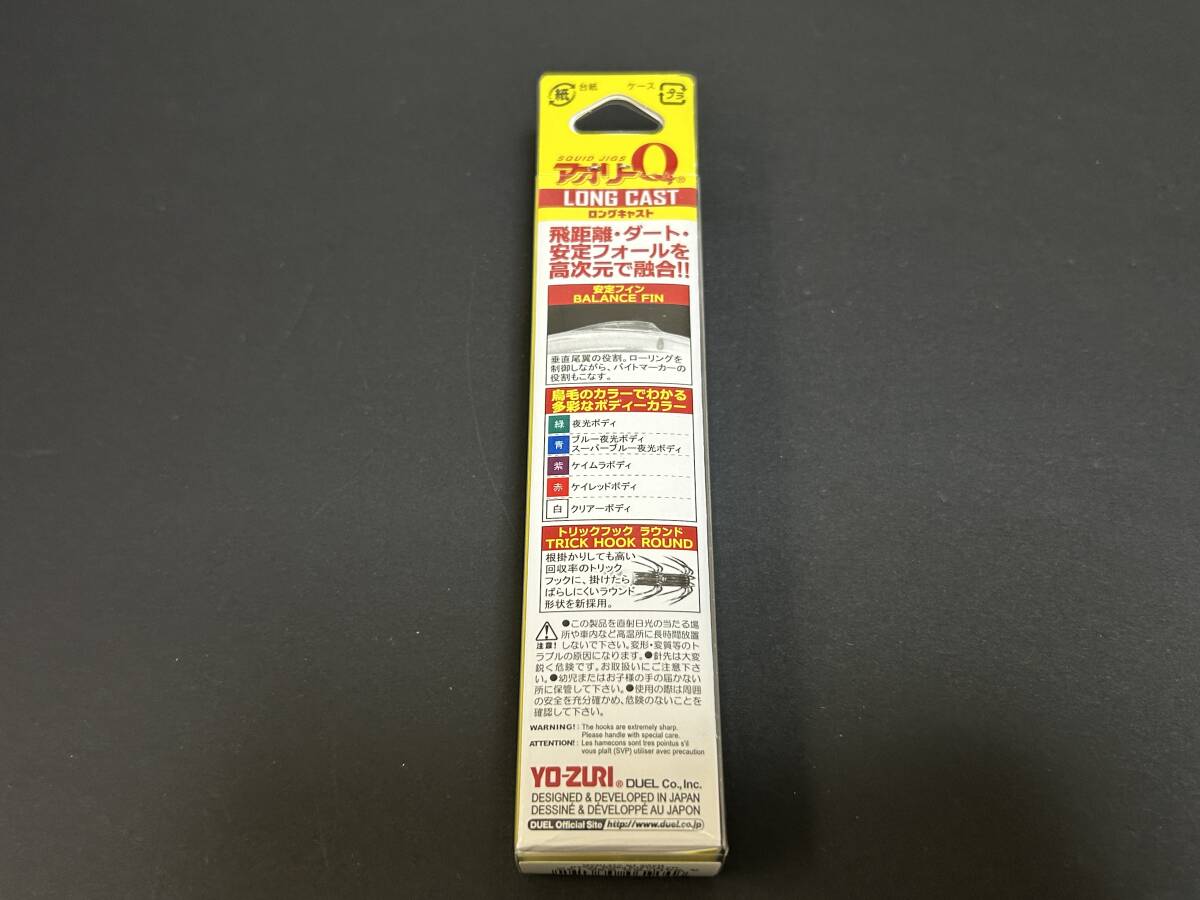 紙 台紙 ケース プラ
SQUID JIGS
アオリーQ®
LONG CAST
ロングキャスト
飛距離・ダート・
安定フォールを
高次元で融合!!
安定フィン
BALANCE FIN
垂直尾翼の役割。ローリングを
制御しながら、バイトマーカーの
役割もこなす。
鳥毛のカラーでわかる
多彩なボディーカラー
緑 夜光ボディ
青 ブルー夜光ボディ
スーパーブルー夜光ボディ
紫 ケイムラボディ
赤 ケイレッドボディ
白 クリアーボディ
トリックフック ラウンド
TRICK HOOK ROUND
根掛かりしても高い
回収率のトリック
フックに、掛けたら
ばらしにくいラウンド
形状を新採用。
●この製品を直射日光の当たる場
所や車内など高温所に長時間放置
注意! しないで下さい。変形・変質等のト
ラブルの原因になります。●針先は大変
鋭く危険です。お取扱いにご注意下さ
い。●幼児またはお子様の手の届かない
所に保管して下さい。●使用の際は周囲
の安全を充分確かめ、危険のないことを
確認して下さい。
WARNING! : The hooks are extremely sharp.
Please handle with special care.
ATTENTION! : Les hamecons sont tres pointus s'il
vous plaît (SVP) utiliser avec precaution
YO-ZURI® DUEL Co., Inc.
DESIGNED & DEVELOPED IN JAPAN
DESSINÉ & DÉVELOPPÉ AU JAPON
DUEL Official Site http://www.duel.co.jp